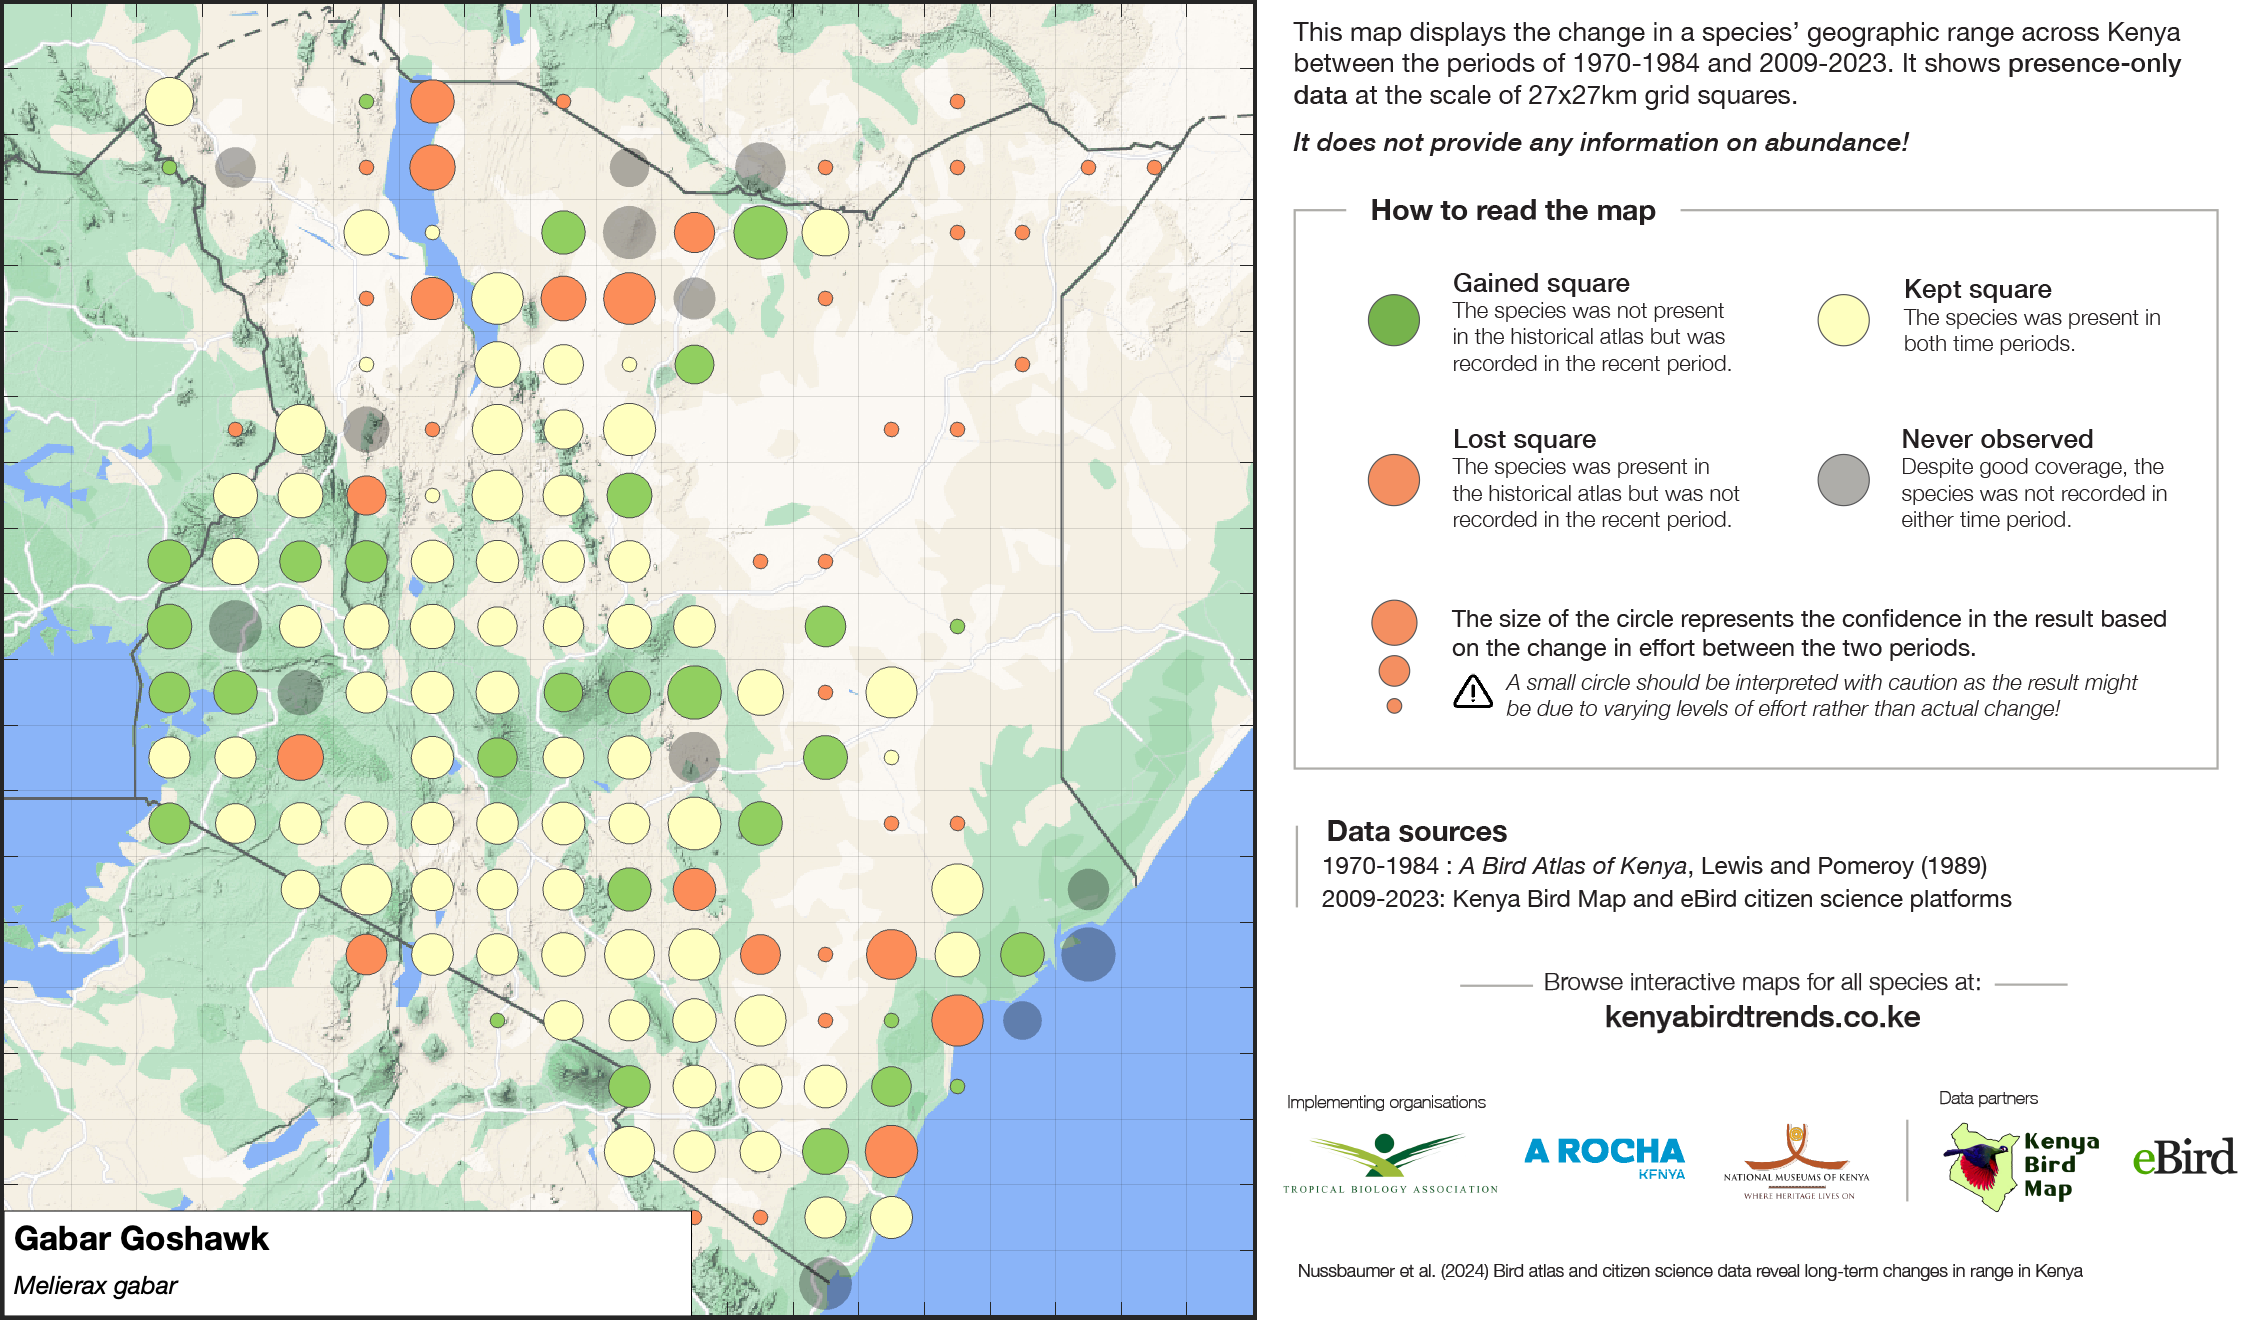 This map displays the change in a species’ geographic range across Kenya
between the periods of 1970-1984 and 2009-2023. It shows presence-only
data at the scale of 27x27km grid squares.
It does not provide any information on abundance!
How to read the map
Gained square
The species was not present
in the historical atlas but was
recorded in the recent period.
Kept square
The species was present in
both time periods.
Lost square
The species was present in
the historical atlas but was not
recorded in the recent period.
Never observed
Despite good coverage, the
species was not recorded in
either time period.
The size of the circle represents the confidence in the result based
on the change in effort between the two periods.
A small circle should be interpreted with caution as the result might
be due to varying levels of effort rather than actual change!
Data sources
1970-1984 : A Bird Atlas of Kenya, Lewis and Pomeroy (1989)
2009-2023: Kenya Bird Map and eBird citizen science platforms
Browse interactive maps for all species at:
kenyabirdtrends.co.ke
Implementing organisations
Data partners
TROPICAL BIOLOGY ASSOCIATION
A ROCHA
KENYA
NATIONAL MUSEUMS OF KENYA
WHERE HERITAGE LIVES ON
Kenya
Bird
Map
eBird
Nussbaumer et al. (2024) Bird atlas and citizen science data reveal long-term changes in range in Kenya
Gabar Goshawk
Melierax gabar